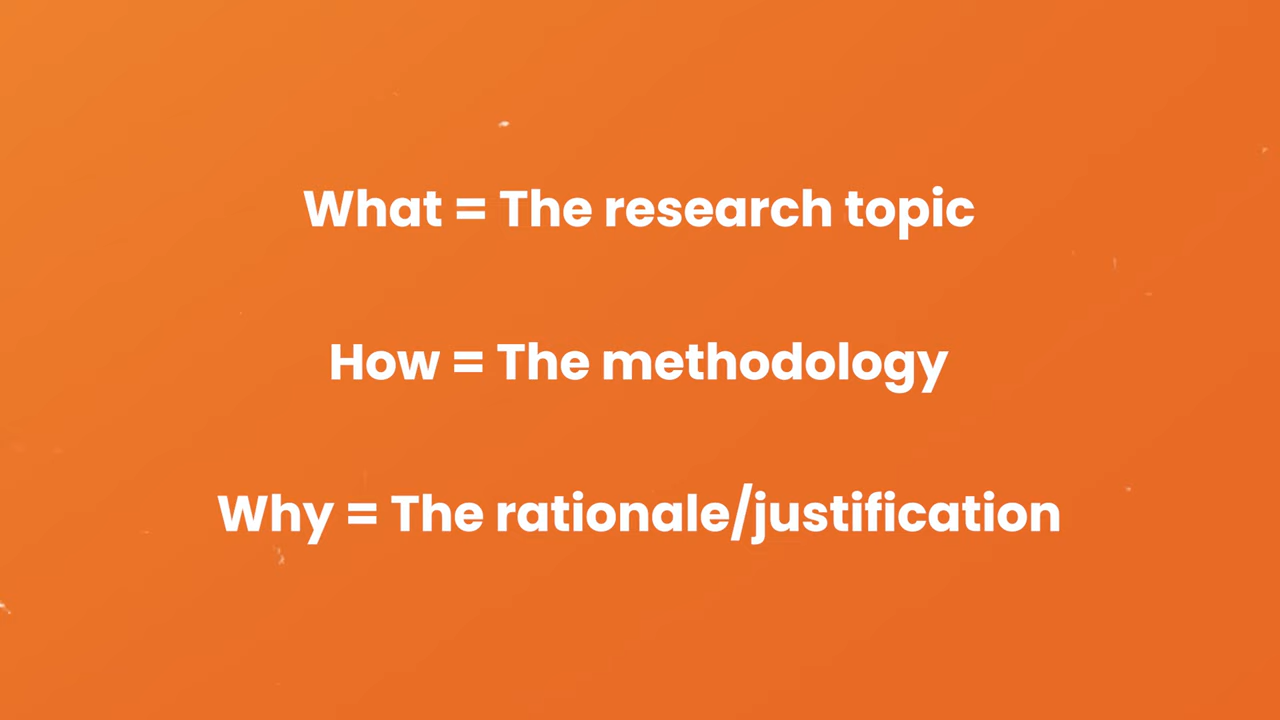 What = The research topic
How = The methodology
Why = The rationale/justification